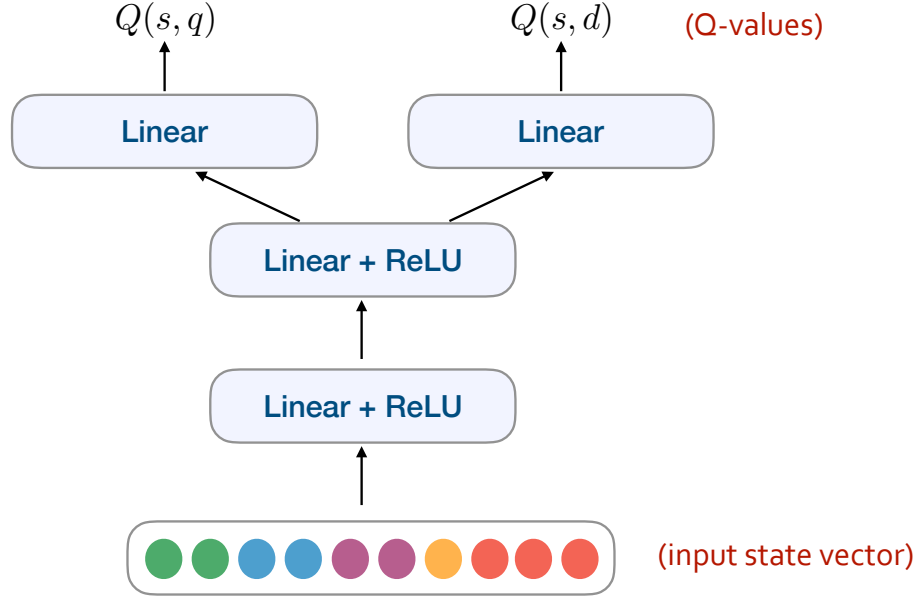 Q(s, q)
Q(s, d)
(Q-values)
Linear
Linear
Linear + ReLU
Linear + ReLU
(input state vector)